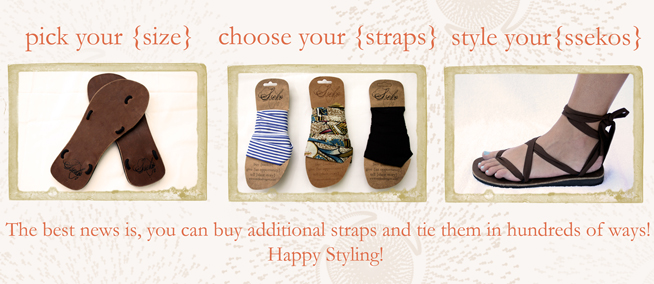 pick your {size}
choose your {straps}
style your{ssekos}
The best news is, you can buy additional straps and tie them in hundreds of ways!
Happy Styling!